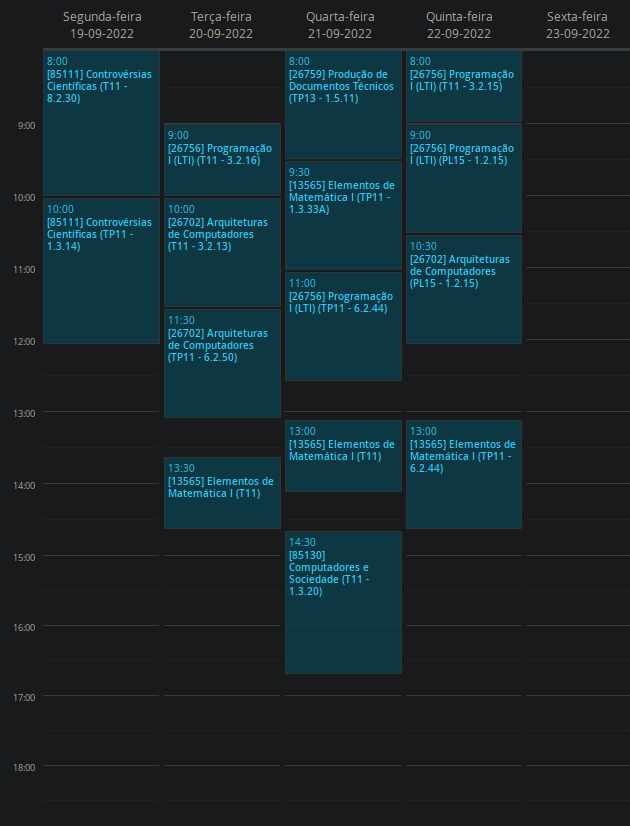 Segunda-feira
19-09-2022
Terça-feira
20-09-2022
Quarta-feira
21-09-2022
Quinta-feira
22-09-2022
Sexta-feira
23-09-2022
8:00
[85111] Controvérsias
Científicas (T11 -
8.2.30)
10:00
[85111] Controvérsias
Científicas (TP11 -
1.3.14)
9:00
[26756] Programação
I (LTI) (T11 - 3.2.16)
10:00
[26702] Arquiteturas
de Computadores
(T11 - 3.2.13)
11:30
[26702] Arquiteturas
de Computadores
(TP11 - 6.2.50)
13:30
[13565] Elementos de
Matemática I (T11)
8:00
[26759] Produção de
Documentos Técnicos
(TP13 - 1.5.11)
9:30
[13565] Elementos de
Matemática I (TP11 -
1.3.33A)
11:00
[26756] Programação
I (LTI) (TP11 - 6.2.44)
13:00
[13565] Elementos de
Matemática I (T11)
14:30
[85130]
Computadores e
Sociedade (T11 -
1.3.20)
8:00
[26756] Programação
I (LTI) (T11 - 3.2.15)
9:00
[26756] Programação
I (LTI) (PL15 - 1.2.15)
10:30
[26702] Arquiteturas
de Computadores
(PL15 - 1.2.15)
13:00
[13565] Elementos de
Matemática I (TP11 -
6.2.44)
9:00
10:00
11:00
12:00
13:00
14:00
15:00
16:00
17:00
18:00